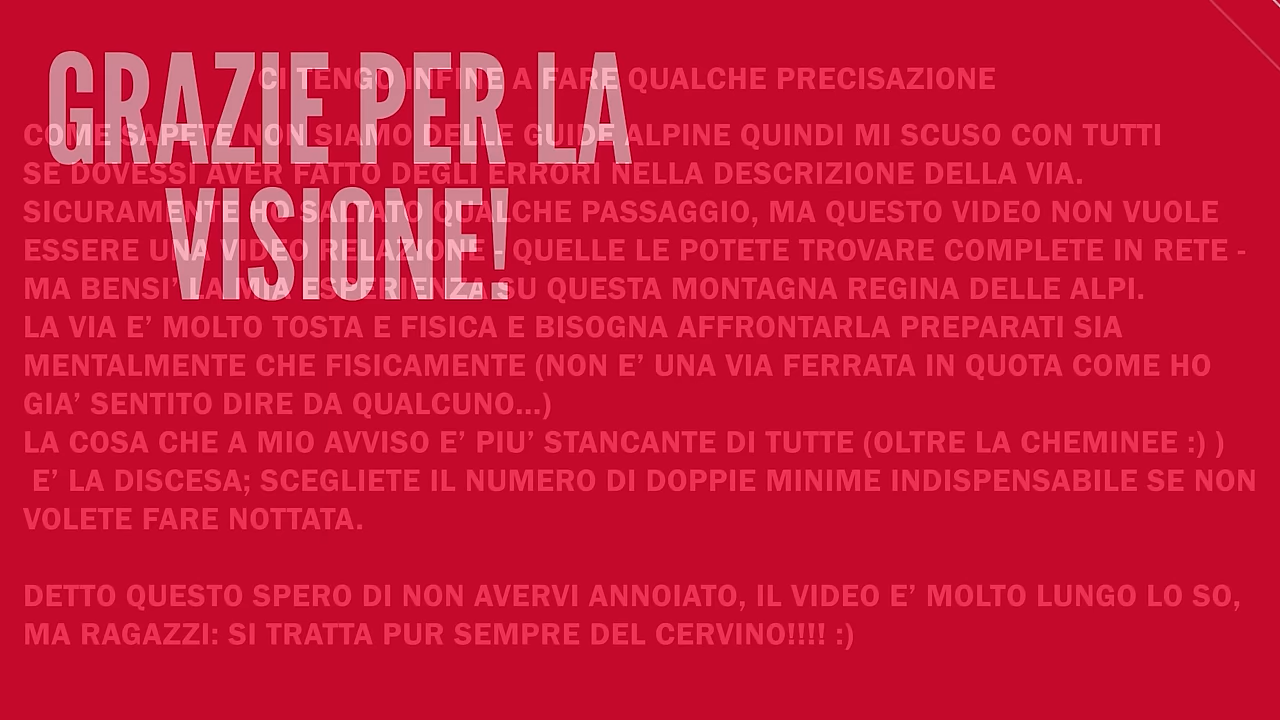 GRAZIE PER LA
VISIONE!
CI TENGO INFINE A FARE QUALCHE PRECISAZIONE
COME SAPETE NON SIAMO DELLE GUIDE ALPINE QUINDI MI SCUSO CON TUTTI
SE DOVESSI AVER FATTO DEGLI ERRORI NELLA DESCRIZIONE DELLA VIA.
SICURAMENTE HO SALTATO QUALCHE PASSAGGIO, MA QUESTO VIDEO NON VUOLE
ESSERE UNA VIDEO RELAZIONE - QUELLE LE POTETE TROVARE COMPLETE IN RETE -
MA BENSI’ LA MIA ESPERIENZA SU QUESTA MONTAGNA REGINA DELLE ALPI.
LA VIA E’ MOLTO TOSTA E FISICA E BISOGNA AFFRONTARLA PREPARATI SIA
MENTALMENTE CHE FISICAMENTE (NON E’ UNA VIA FERRATA IN QUOTA COME HO
GIA’ SENTITO DIRE DA QUALCUNO...)
LA COSA CHE A MIO AVVISO E’ PIU’ STANCANTE DI TUTTE (OLTRE LA CHEMINEE :) )
E’ LA DISCESA; SCEGLIETE IL NUMERO DI DOPPIE MINIME INDISPENSABILE SE NON
VOLETE FARE NOTTATA.
DETTO QUESTO SPERO DI NON AVERVI ANNOIATO, IL VIDEO E’ MOLTO LUNGO LO SO,
MA RAGAZZI: SI TRATTA PUR SEMPRE DEL CERVINO!!!! :)